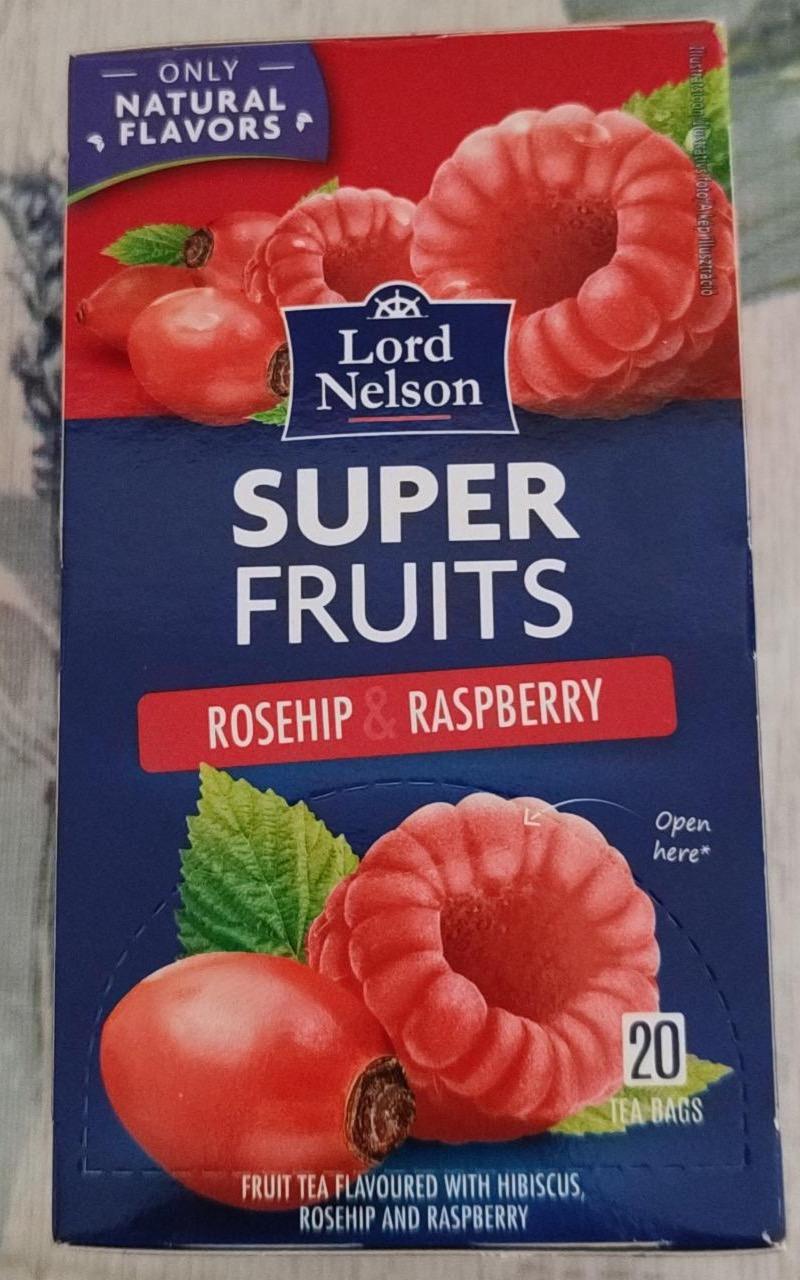 ONLY
NATURAL
FLAVORS
Lord
Nelson
SUPER
FRUITS
ROSEHIP & RASPBERRY
Open
here*
20
TEA BAGS
FRUIT TEA FLAVOURED WITH HIBISCUS,
ROSEHIP AND RASPBERRY